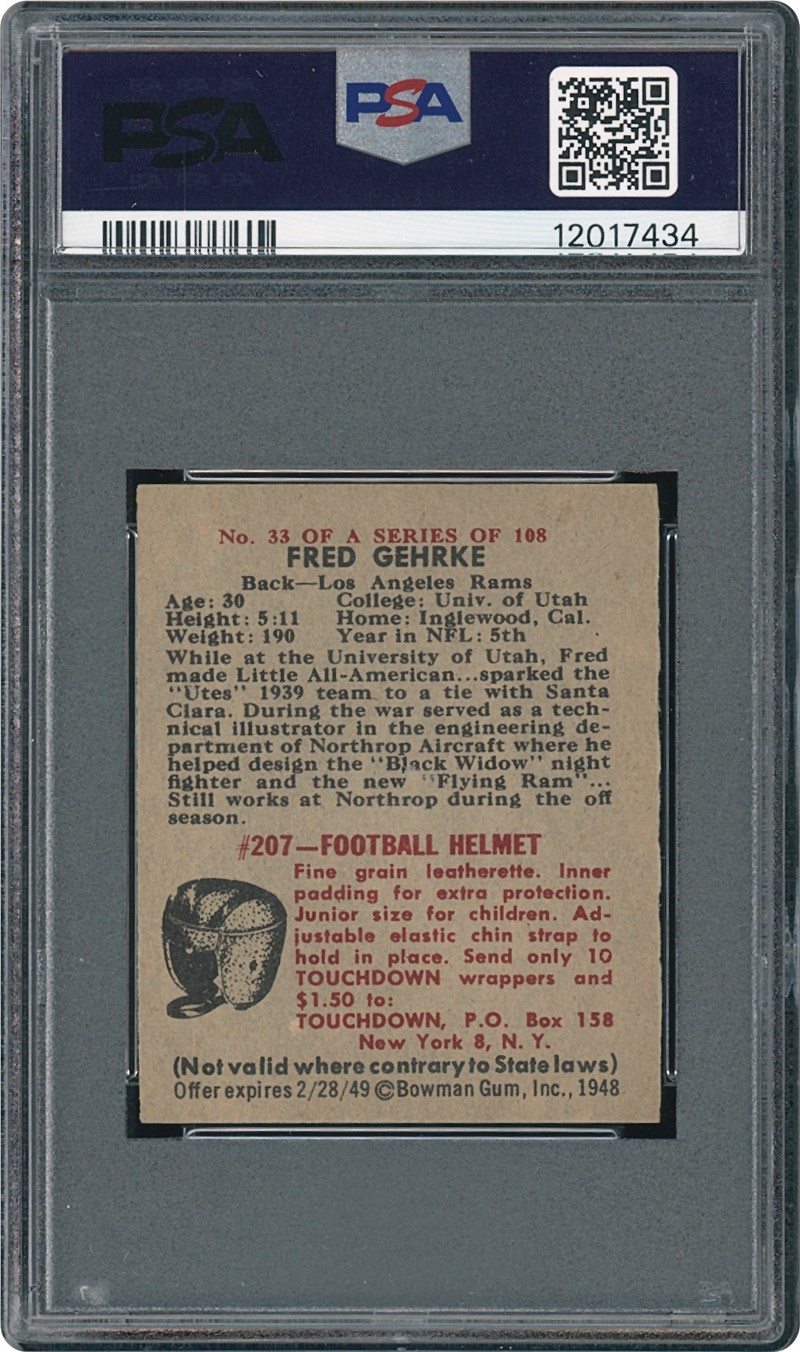 PSA
PSA
12017434
No. 33 OF A SERIES OF 108
FRED GEHRKE
Back—Los Angeles Rams
Age: 30 College: Univ. of Utah
Height: 5:11 Home: Inglewood, Cal.
Weight: 190 Year in NFL: 5th
While at the University of Utah, Fred
made Little All-American...sparked the
"Utes" 1939 team to a tie with Santa
Clara. During the war served as a tech-
nical illustrator in the engineering de-
partment of Northrop Aircraft where he
helped design the "Black Widow" night
fighter and the new "Flying Ram"...
Still works at Northrop during the off
season.
#207—FOOTBALL HELMET
Fine grain leatherette. Inner
padding for extra protection.
Junior size for children. Ad-
justable elastic chin strap to
hold in place. Send only 10
TOUCHDOWN wrappers and
$1.50 to:
TOUCHDOWN, P.O. Box 158
New York 8, N. Y.
(Not valid where contrary to State laws)
Offer expires 2/28/49 ©Bowman Gum, Inc., 1948